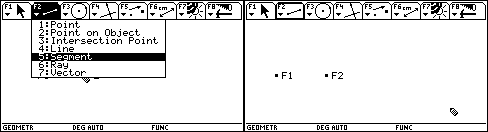 F1 F2 F3 F4 F5 F6 F7 F8
1:Point
2:Point on Object
3:Intersection Point
4:Line
5:Segment
6:Ray
7:Vector
GEOMETR DEG AUTO FUNC
F1 F2 F3 F4 F5 F6 F7 F8
F1 F2
GEOMETR DEG AUTO FUNC